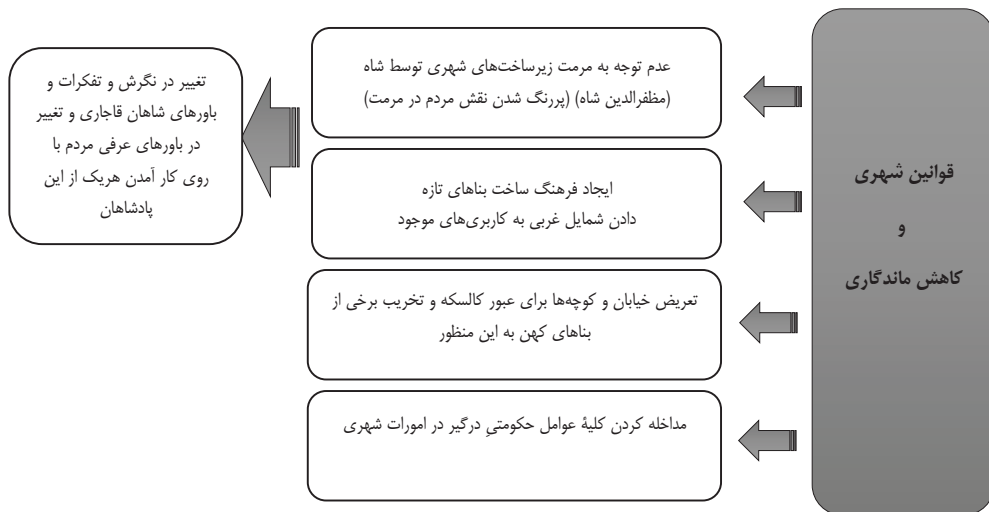 قوانین شهری
و
کاهش ماندگاری
عدم توجه به مرمت زیرساخت‌های شهری توسط شاه
(مظفرالدین شاه) (پررنگ شدن نقش مردم در مرمت)
ایجاد فرهنگ ساخت بناهای تازه
دادن شمایل غربی به کاربری‌های موجود
تعریض خیابان و کوچه‌ها برای عبور کالسکه و تخریب برخی از
بناهای کهن به این منظور
مداخله کردن کلیهٔ عوامل حکومتیِ درگیر در امورات شهری
تغییر در نگرش و تفکرات و
باورهای شاهان قاجاری و تغییر
در باورهای عرفی مردم با
روی کار آمدن هریک از این
پادشاهان